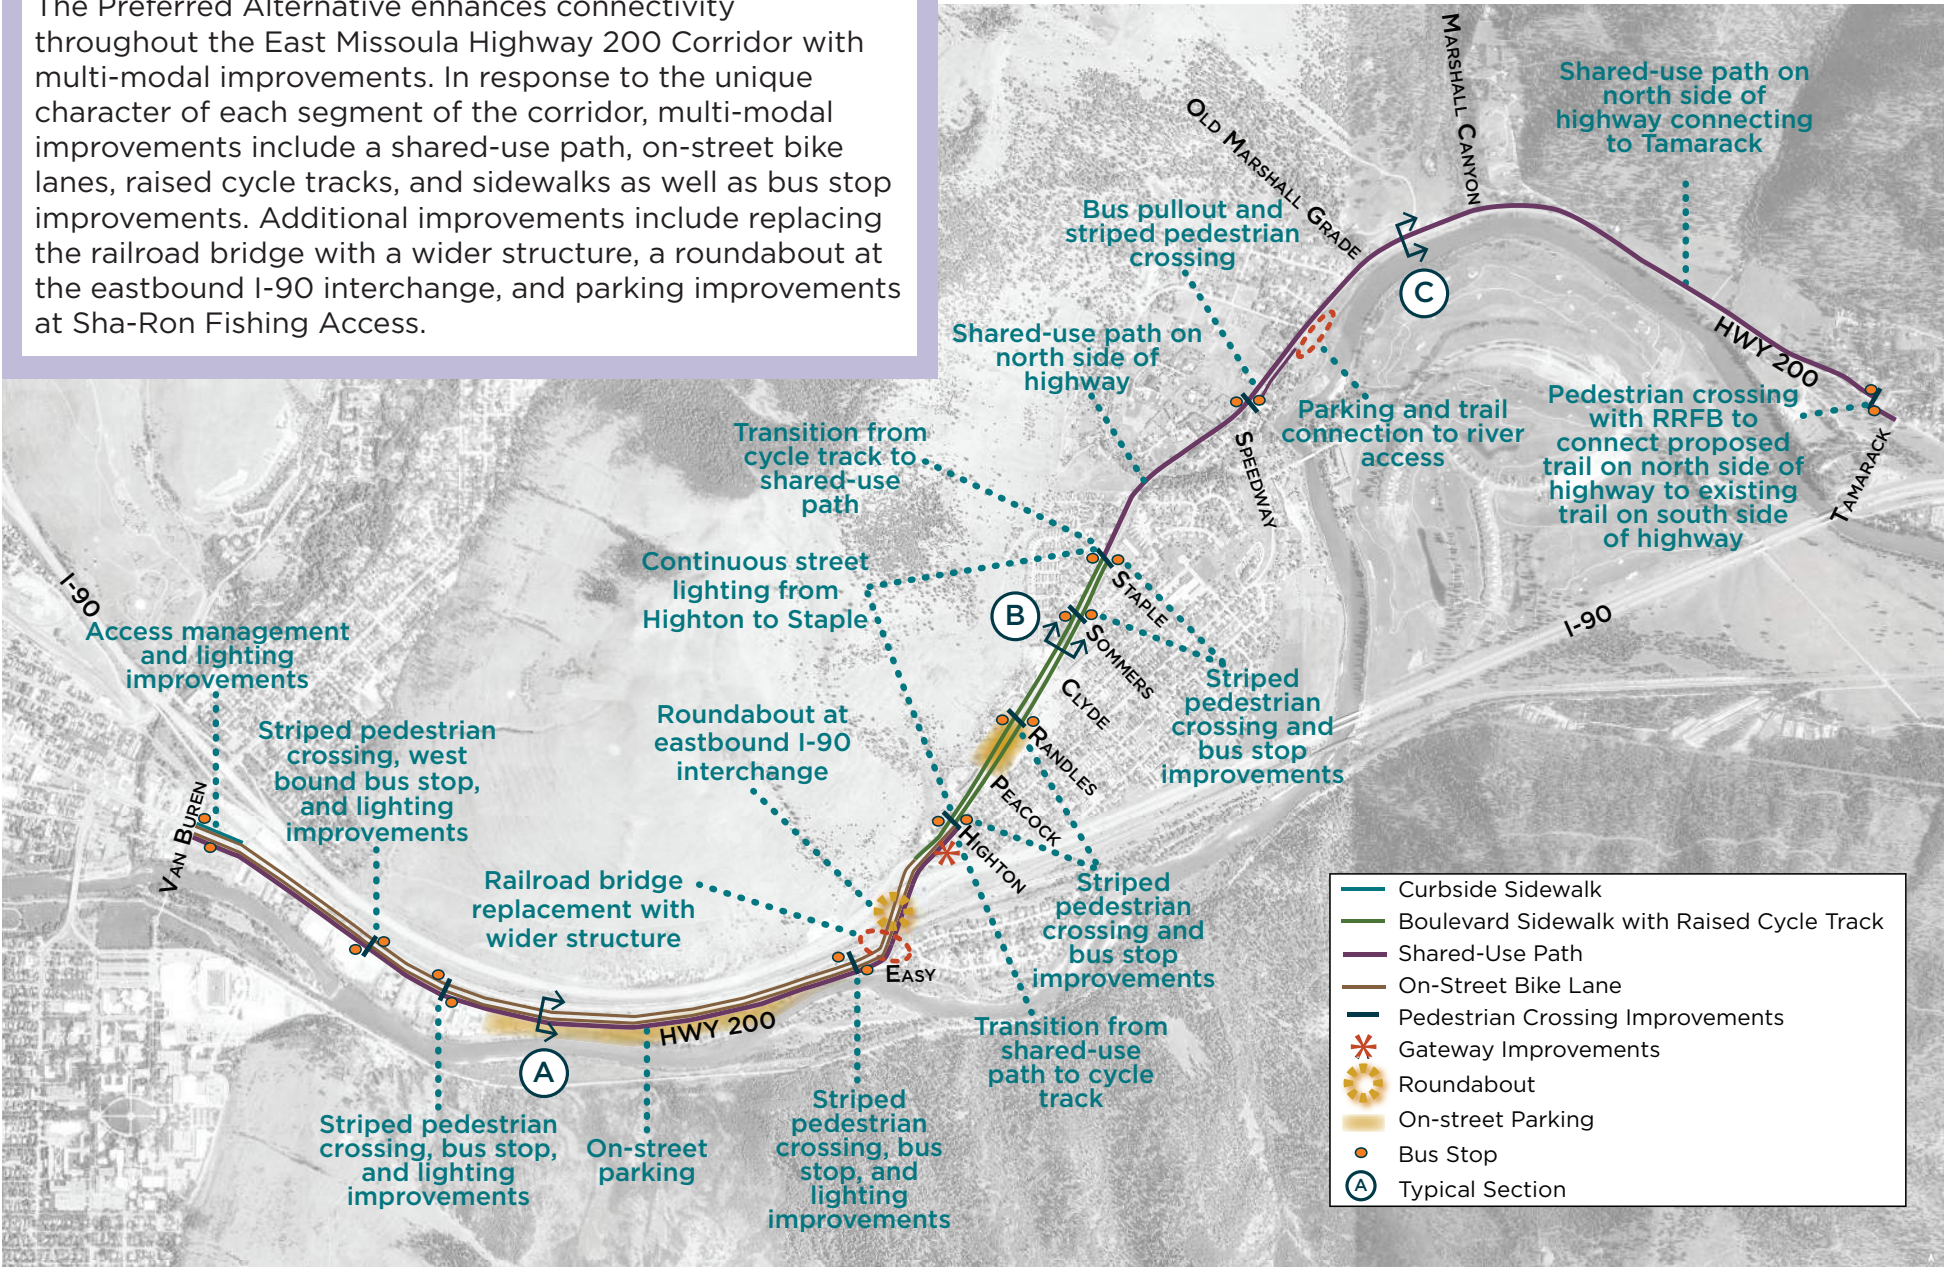 The Preferred Alternative enhances connectivity
throughout the East Missoula Highway 200 Corridor with
multi-modal improvements. In response to the unique
character of each segment of the corridor, multi-modal
improvements include a shared-use path, on-street bike
lanes, raised cycle tracks, and sidewalks as well as bus stop
improvements. Additional improvements include replacing
the railroad bridge with a wider structure, a roundabout at
the eastbound I-90 interchange, and parking improvements
at Sha-Ron Fishing Access.
Marshall Canyon
Shared-use path on
north side of
highway connecting
to Tamarack
Old Marshall Grade
Bus pullout and
striped pedestrian
crossing
C
HWY 200
Shared-use path on
north side of
highway
Parking and trail
connection to river
access
Pedestrian crossing
with RRFB to
connect proposed
trail on north side of
highway to existing
trail on south side
of highway
Tamarack
Speedway
Transition from
cycle track to
shared-use
path
Continuous street
lighting from
Highton to Staple
Staple
B
Sommers
I-90
I-90
Access management
and lighting
improvements
Clyde
Striped
pedestrian
crossing and
bus stop
improvements
Striped pedestrian
crossing, west
bound bus stop,
and lighting
improvements
Roundabout at
eastbound I-90
interchange
Randles
Peacock
Van Buren
Highton
Railroad bridge
replacement with
wider structure
Striped
pedestrian
crossing and
bus stop
improvements
Easy
HWY 200
A
Transition from
shared-use
path to cycle
track
Striped pedestrian
crossing, bus stop,
and lighting
improvements
On-street
parking
Striped
pedestrian
crossing, bus
stop, and
lighting
improvements
Curbside Sidewalk
Boulevard Sidewalk with Raised Cycle Track
Shared-Use Path
On-Street Bike Lane
Pedestrian Crossing Improvements
Gateway Improvements
Roundabout
On-street Parking
Bus Stop
A Typical Section